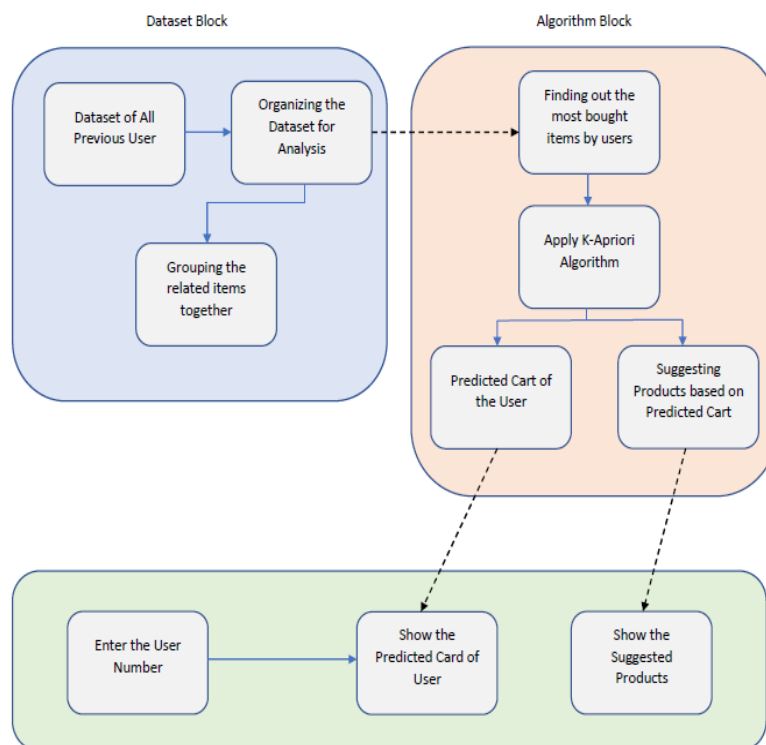 Dataset Block
Algorithm Block
Dataset of All
Previous User
Organizing the
Dataset for
Analysis
Finding out the
most bought
items by users
Grouping the
related items
together
Apply K-Apriori
Algorithm
Predicted Cart of
the User
Suggesting
Products based on
Predicted Cart
Enter the User
Number
Show the
Predicted Card of
User
Show the
Suggested
Products